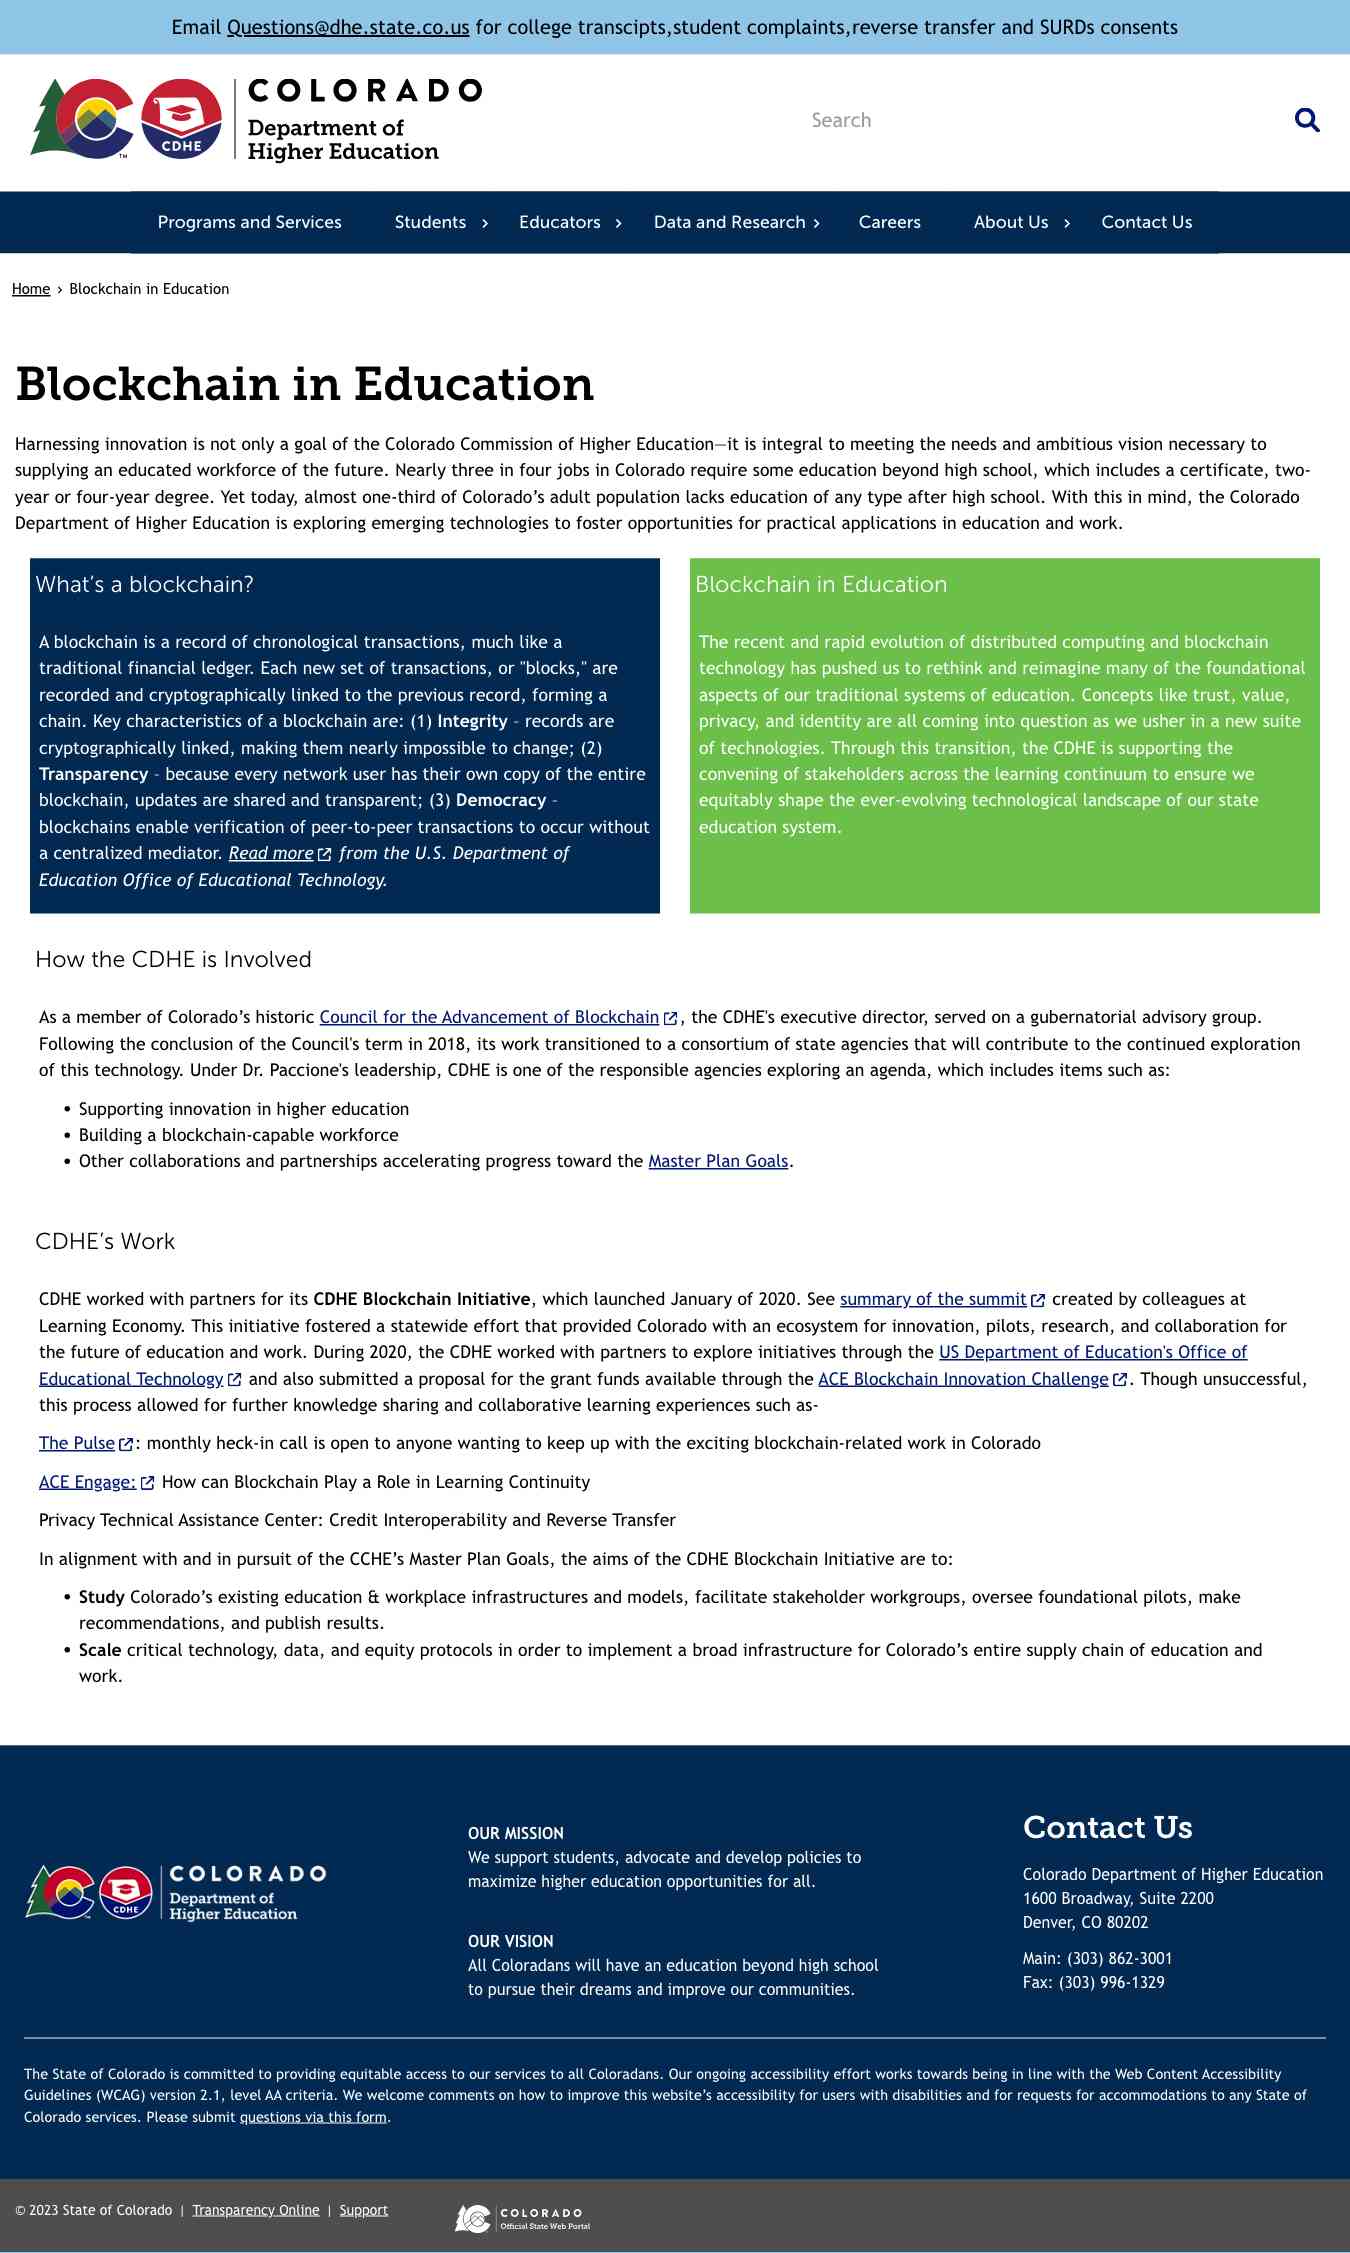 Email Questions@dhe.state.co.us for college transcipts,student complaints,reverse transfer and SURDs consents
COLORADO
Department of
Higher Education
CDHE
TM
Search
Programs and Services Students › Educators › Data and Research › Careers About Us › Contact Us
Home › Blockchain in Education
Blockchain in Education
Harnessing innovation is not only a goal of the Colorado Commission of Higher Education—it is integral to meeting the needs and ambitious vision necessary to
supplying an educated workforce of the future. Nearly three in four jobs in Colorado require some education beyond high school, which includes a certificate, two-
year or four-year degree. Yet today, almost one-third of Colorado’s adult population lacks education of any type after high school. With this in mind, the Colorado
Department of Higher Education is exploring emerging technologies to foster opportunities for practical applications in education and work.
What’s a blockchain?
A blockchain is a record of chronological transactions, much like a
traditional financial ledger. Each new set of transactions, or "blocks," are
recorded and cryptographically linked to the previous record, forming a
chain. Key characteristics of a blockchain are: (1) Integrity – records are
cryptographically linked, making them nearly impossible to change; (2)
Transparency – because every network user has their own copy of the entire
blockchain, updates are shared and transparent; (3) Democracy –
blockchains enable verification of peer-to-peer transactions to occur without
a centralized mediator. Read more from the U.S. Department of
Education Office of Educational Technology.
Blockchain in Education
The recent and rapid evolution of distributed computing and blockchain
technology has pushed us to rethink and reimagine many of the foundational
aspects of our traditional systems of education. Concepts like trust, value,
privacy, and identity are all coming into question as we usher in a new suite
of technologies. Through this transition, the CDHE is supporting the
convening of stakeholders across the learning continuum to ensure we
equitably shape the ever-evolving technological landscape of our state
education system.
How the CDHE is Involved
As a member of Colorado’s historic Council for the Advancement of Blockchain, the CDHE's executive director, served on a gubernatorial advisory group.
Following the conclusion of the Council's term in 2018, its work transitioned to a consortium of state agencies that will contribute to the continued exploration
of this technology. Under Dr. Paccione's leadership, CDHE is one of the responsible agencies exploring an agenda, which includes items such as:
• Supporting innovation in higher education
• Building a blockchain-capable workforce
• Other collaborations and partnerships accelerating progress toward the Master Plan Goals.
CDHE’s Work
CDHE worked with partners for its CDHE Blockchain Initiative, which launched January of 2020. See summary of the summit created by colleagues at
Learning Economy. This initiative fostered a statewide effort that provided Colorado with an ecosystem for innovation, pilots, research, and collaboration for
the future of education and work. During 2020, the CDHE worked with partners to explore initiatives through the US Department of Education's Office of
Educational Technology and also submitted a proposal for the grant funds available through the ACE Blockchain Innovation Challenge. Though unsuccessful,
this process allowed for further knowledge sharing and collaborative learning experiences such as-
The Pulse: monthly heck-in call is open to anyone wanting to keep up with the exciting blockchain-related work in Colorado
ACE Engage: How can Blockchain Play a Role in Learning Continuity
Privacy Technical Assistance Center: Credit Interoperability and Reverse Transfer
In alignment with and in pursuit of the CCHE’s Master Plan Goals, the aims of the CDHE Blockchain Initiative are to:
• Study Colorado’s existing education & workplace infrastructures and models, facilitate stakeholder workgroups, oversee foundational pilots, make
recommendations, and publish results.
• Scale critical technology, data, and equity protocols in order to implement a broad infrastructure for Colorado’s entire supply chain of education and
work.
COLORADO
Department of
Higher Education
CDHE
OUR MISSION
We support students, advocate and develop policies to
maximize higher education opportunities for all.
OUR VISION
All Coloradans will have an education beyond high school
to pursue their dreams and improve our communities.
Contact Us
Colorado Department of Higher Education
1600 Broadway, Suite 2200
Denver, CO 80202
Main: (303) 862-3001
Fax: (303) 996-1329
The State of Colorado is committed to providing equitable access to our services to all Coloradans. Our ongoing accessibility effort works towards being in line with the Web Content Accessibility
Guidelines (WCAG) version 2.1, level AA criteria. We welcome comments on how to improve this website’s accessibility for users with disabilities and for requests for accommodations to any State of
Colorado services. Please submit questions via this form.
© 2023 State of Colorado | Transparency Online | Support
COLORADO
Official State Web Portal